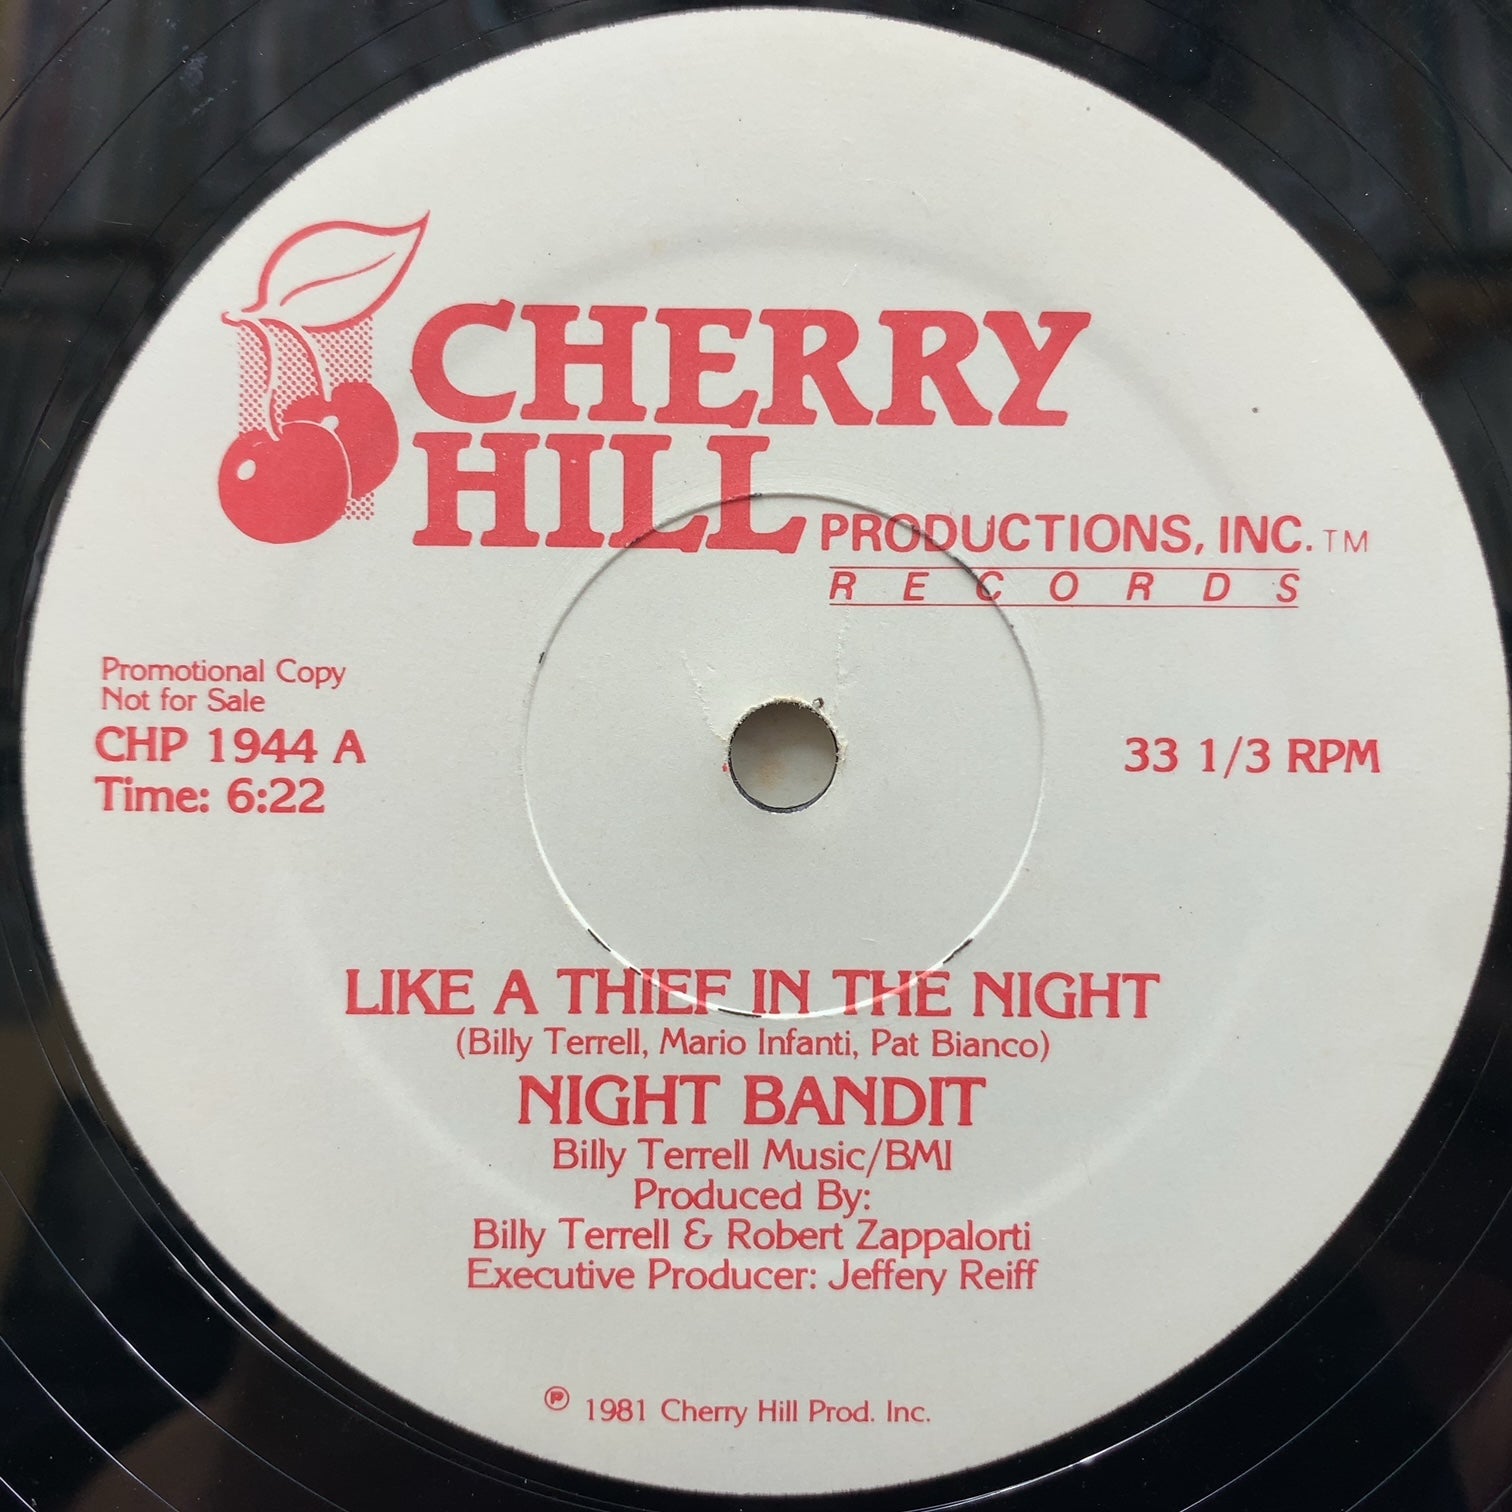 CHERRY
HILL PRODUCTIONS, INC. TM
RECORDS
Promotional Copy
Not for Sale
CHP 1944 A
Time: 6:22
33 1/3 RPM
LIKE A THIEF IN THE NIGHT
(Billy Terrell, Mario Infanti, Pat Bianco)
NIGHT BANDIT
Billy Terrell Music/BMI
Produced By:
Billy Terrell & Robert Zappalorti
Executive Producer: Jeffery Reiff
℗ 1981 Cherry Hill Prod. Inc.